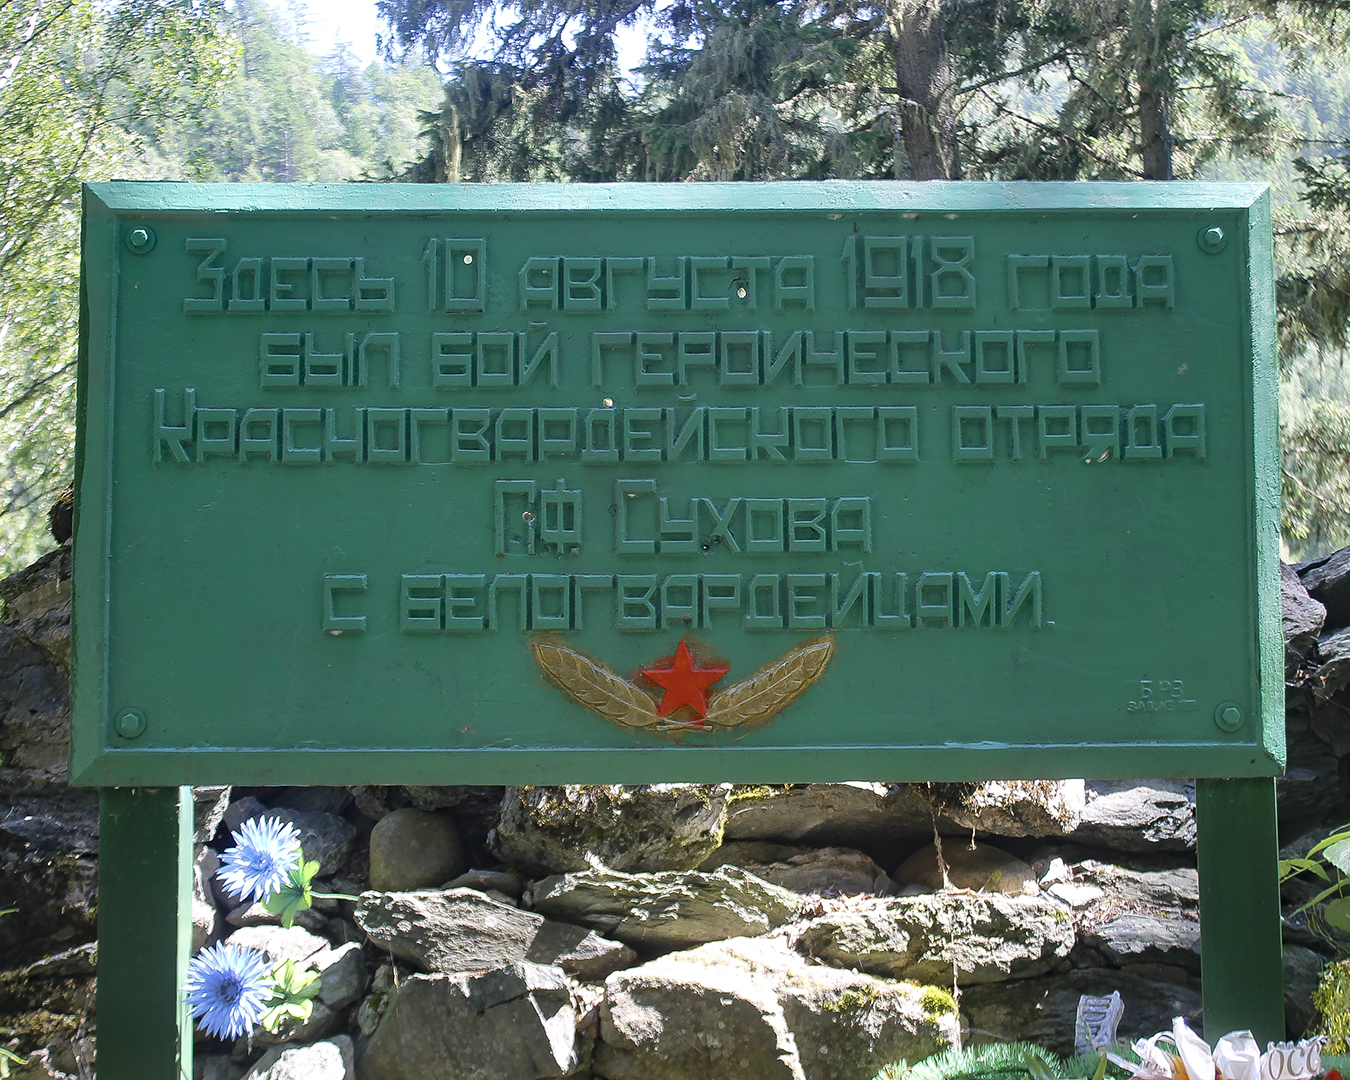 Здесь 10 августа 1918 года
был бой героического
Красногвардейского отряда
П.Ф Сухова
с белогвардейцами
БРЗ